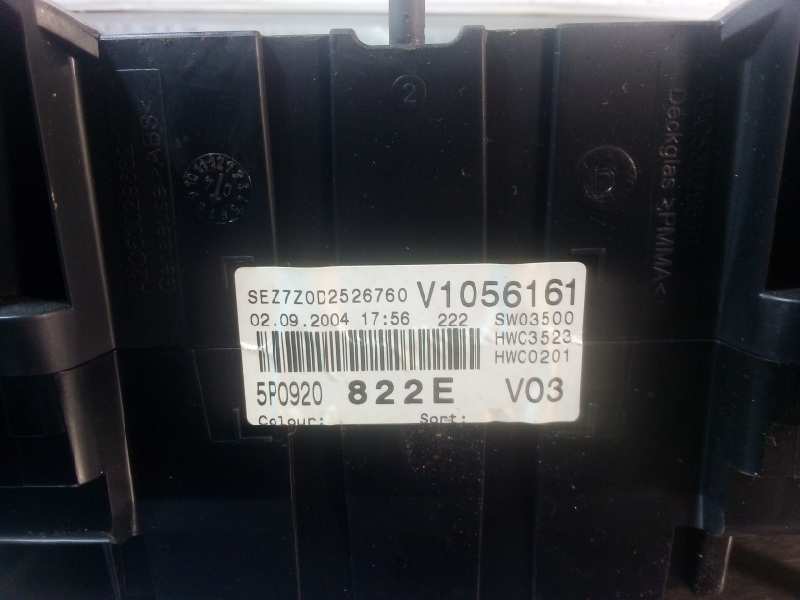 2
Deckglas >PMMA<
SEZ7Z0D2526760 V1056161
02.09.2004 17:56 222 SW03500
HWC3523
HWC0201
5P0920 822E V03
Colour: Sort: